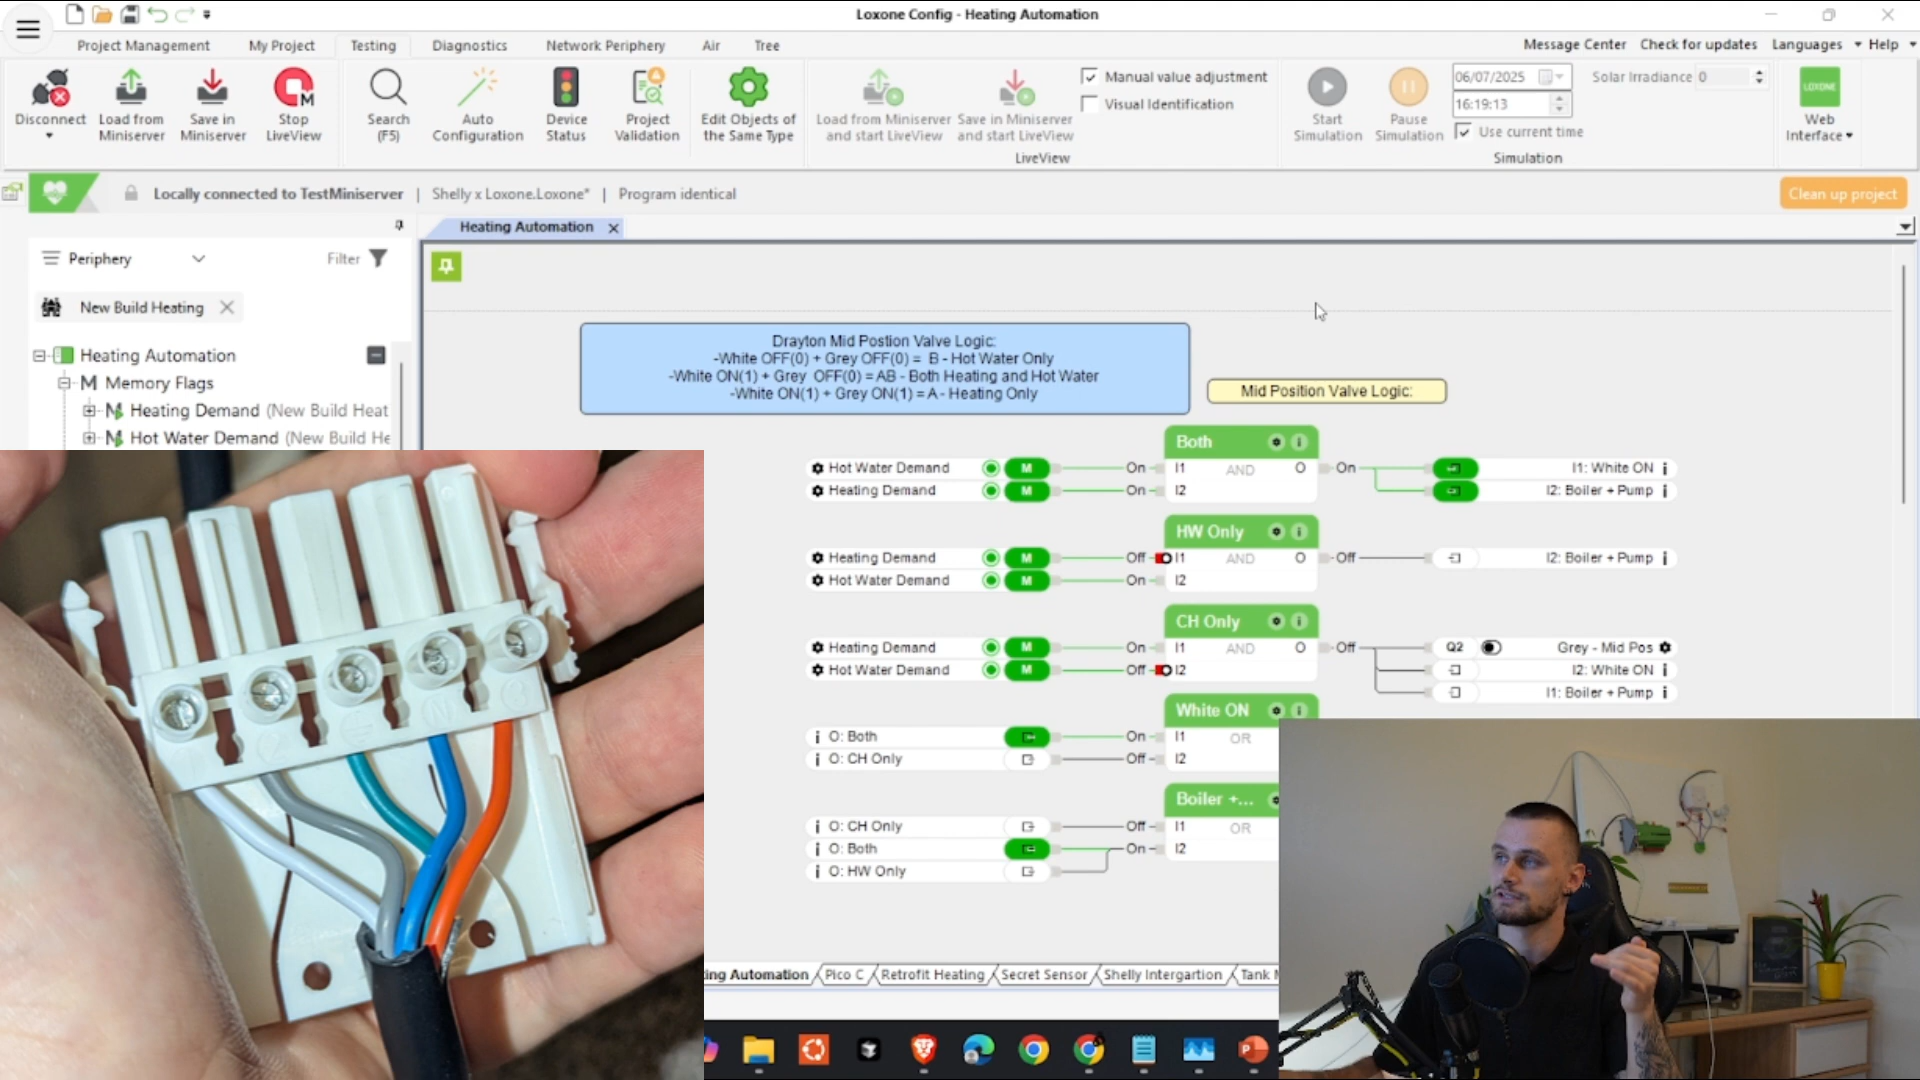 Loxone Config - Heating Automation
Project Management My Project Testing Diagnostics Network Periphery Air Tree
Message Center Check for updates Languages Help
Disconnect
Load from Miniserver
Save in Miniserver
Stop LiveView
Search (F5)
Auto Configuration
Device Status
Project Validation
Edit Objects of the Same Type
Load from Miniserver and start LiveView
Save in Miniserver and start LiveView
Manual value adjustment
Visual Identification
LiveView
Start Simulation
Pause Simulation
06/07/2025
16:19:13
Use current time
Solar Irradiance 0
Simulation
LOXONE
Web Interface
Locally connected to TestMiniserver | Shelly x Loxone.Loxone* | Program identical
Clean up project
Heating Automation
Periphery Filter
New Build Heating
Heating Automation
M Memory Flags
M Heating Demand (New Build Heat
M Hot Water Demand (New Build He
Drayton Mid Postion Valve Logic:
-White OFF(0) + Grey OFF(0) = B - Hot Water Only
-White ON(1) + Grey OFF(0) = AB - Both Heating and Hot Water
-White ON(1) + Grey ON(1) = A - Heating Only
Mid Position Valve Logic:
Both
Hot Water Demand M On I1 AND O On I1: White ON
Heating Demand M On I2 I2: Boiler + Pump
HW Only
Heating Demand M Off I1 AND O Off I2: Boiler + Pump
Hot Water Demand M On I2
CH Only
Heating Demand M On I1 AND O Off Q2 Grey - Mid Pos
Hot Water Demand M Off I2 I2: White ON
I1: Boiler + Pump
White ON
O: Both On I1 OR
O: CH Only Off I2
Boiler +...
O: CH Only Off I1 OR
O: Both On I2
O: HW Only
ing Automation Pico C Retrofit Heating Secret Sensor Shelly Intergartion Tank M